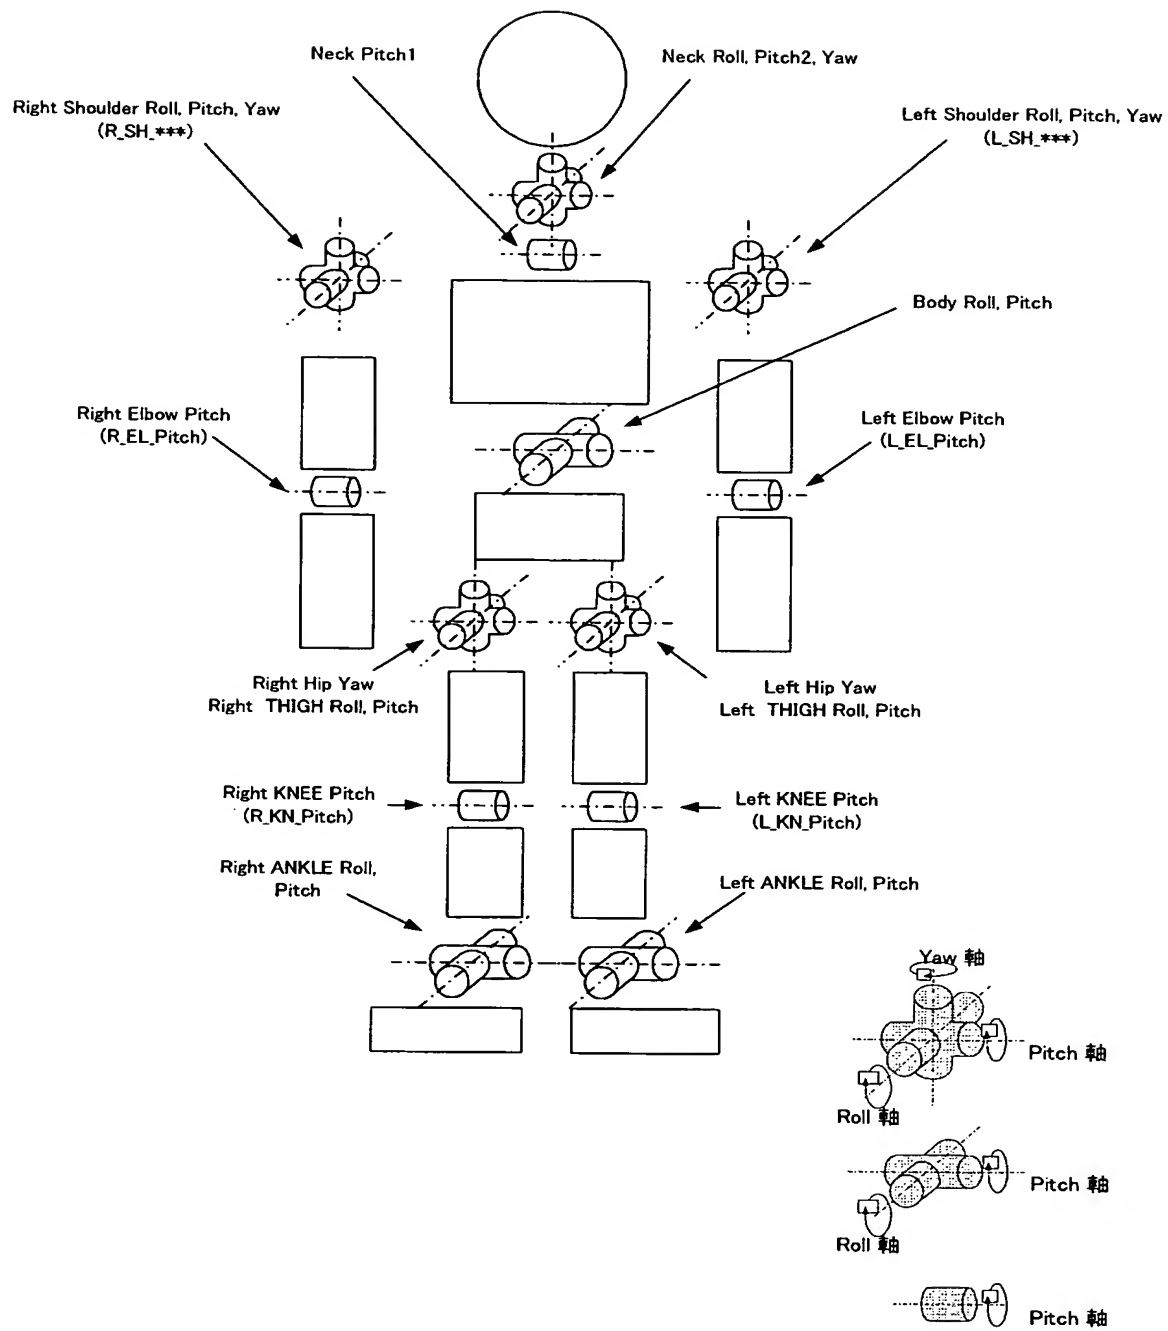 Neck Pitch1
Neck Roll, Pitch2, Yaw
Right Shoulder Roll, Pitch, Yaw
(R_SH_***)
Left Shoulder Roll, Pitch, Yaw
(L_SH_***)
Body Roll, Pitch
Right Elbow Pitch
(R_EL_Pitch)
Left Elbow Pitch
(L_EL_Pitch)
Right Hip Yaw
Right THIGH Roll, Pitch
Left Hip Yaw
Left THIGH Roll, Pitch
Right KNEE Pitch
(R_KN_Pitch)
Left KNEE Pitch
(L_KN_Pitch)
Right ANKLE Roll,
Pitch
Left ANKLE Roll, Pitch
Yaw 軸
Pitch 軸
Roll 軸
Pitch 軸
Roll 軸
Pitch 軸